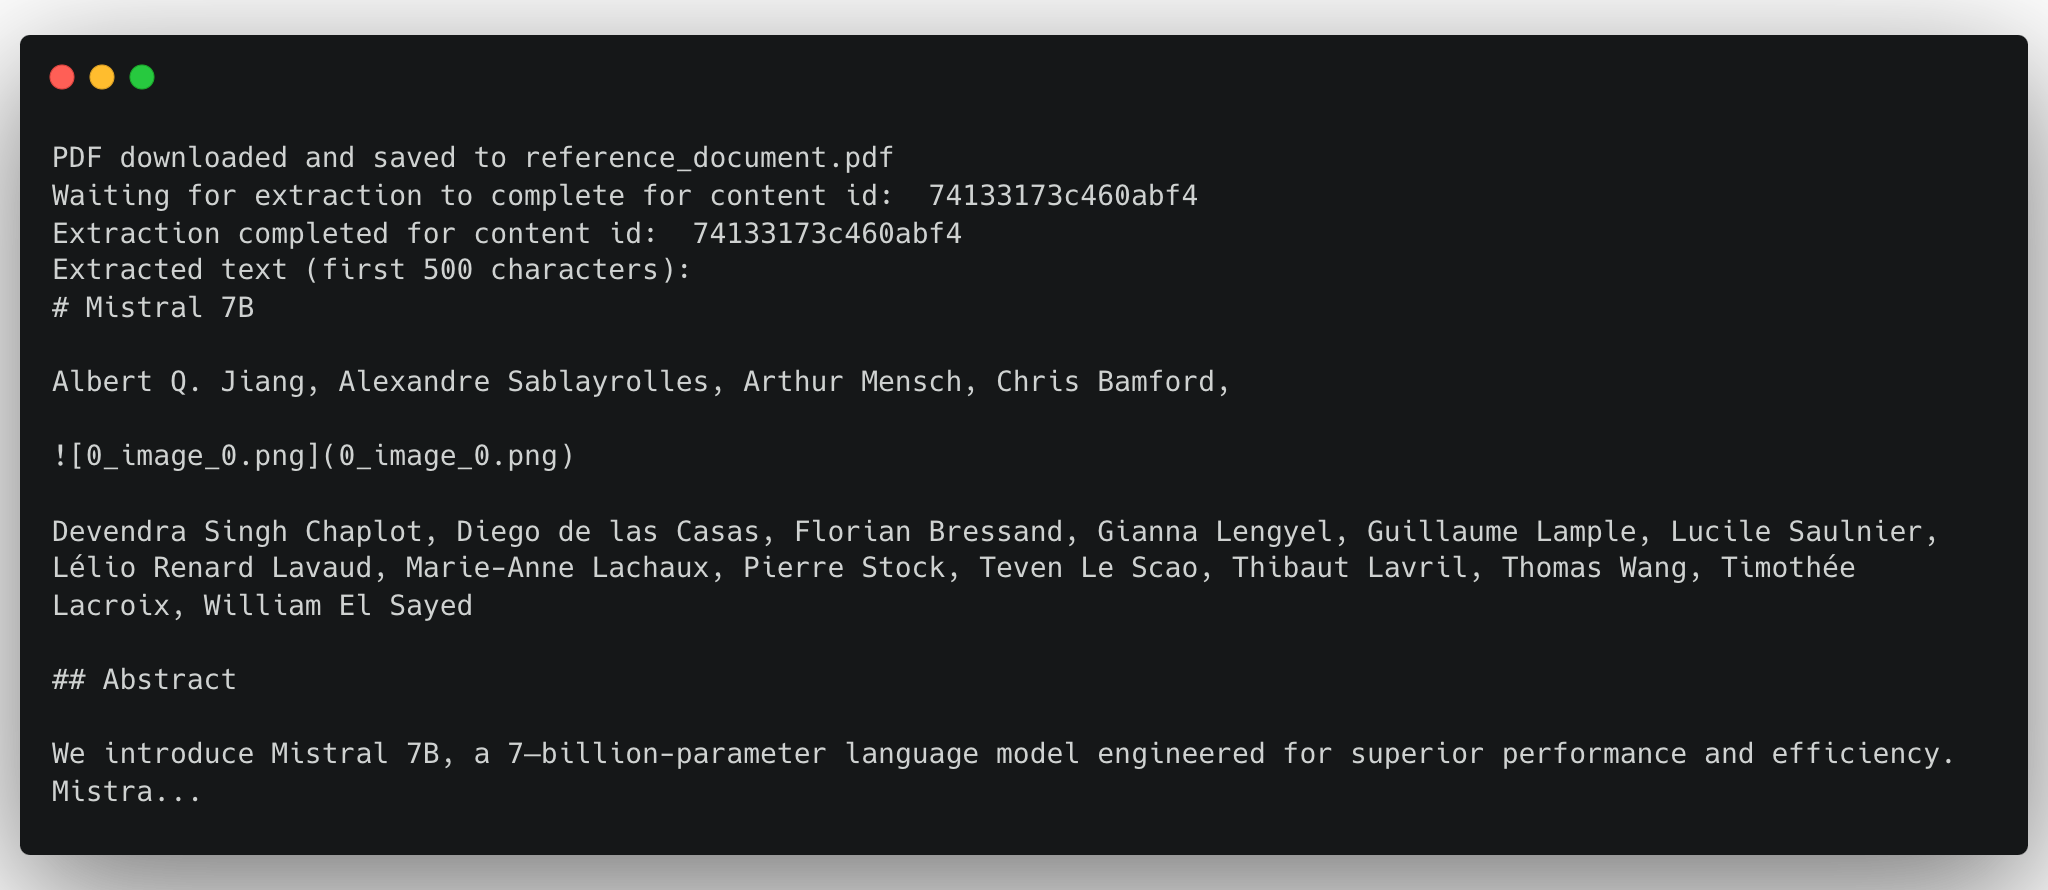 PDF downloaded and saved to reference_document.pdf
Waiting for extraction to complete for content id:  74133173c460abf4
Extraction completed for content id:  74133173c460abf4
Extracted text (first 500 characters):
# Mistral 7B
Albert Q. Jiang, Alexandre Sablayrolles, Arthur Mensch, Chris Bamford,
![0_image_0.png](0_image_0.png)
Devendra Singh Chaplot, Diego de las Casas, Florian Bressand, Gianna Lengyel, Guillaume Lample, Lucile Saulnier,
Lélio Renard Lavaud, Marie-Anne Lachaux, Pierre Stock, Teven Le Scao, Thibaut Lavril, Thomas Wang, Timothée
Lacroix, William El Sayed
## Abstract
We introduce Mistral 7B, a 7–billion-parameter language model engineered for superior performance and efficiency.
Mistra...